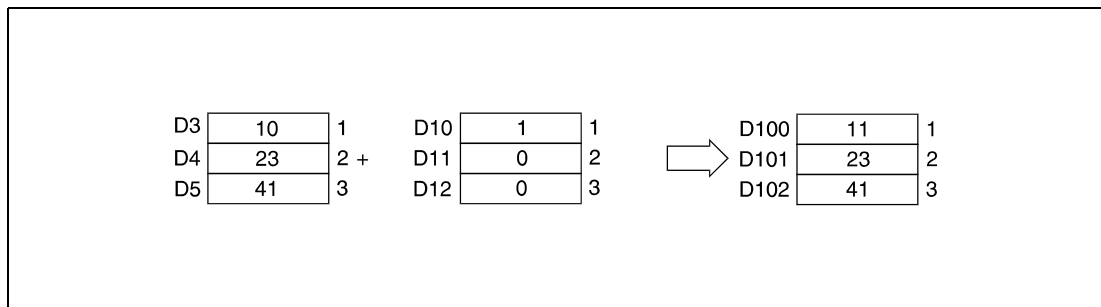 D3 10 1 D10 1 1 D100 11 1
D4 23 2 + D11 0 2 D101 23 2
D5 41 3 D12 0 3 D102 41 3